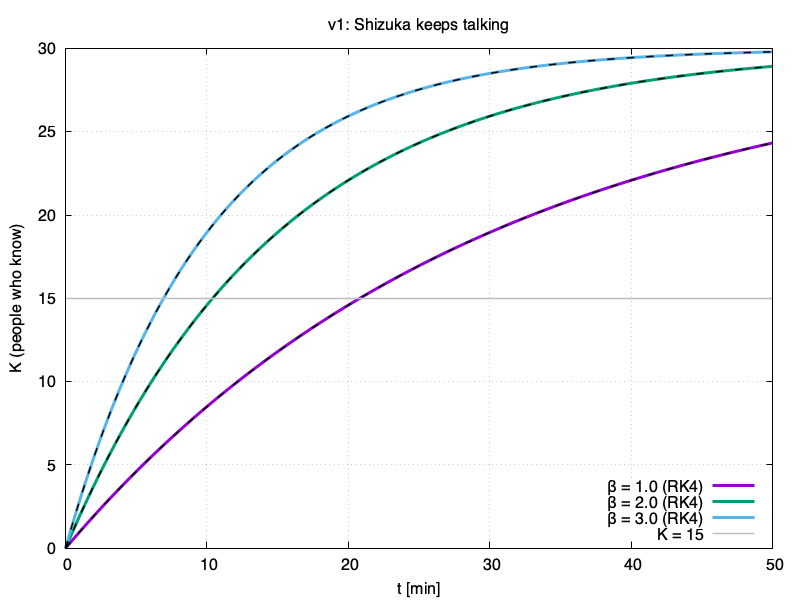 v1: Shizuka keeps talking
30
25
20
15
10
5
0
K (people who know)
β = 1.0 (RK4)
β = 2.0 (RK4)
β = 3.0 (RK4)
K = 15
0 10 20 30 40 50
t [min]